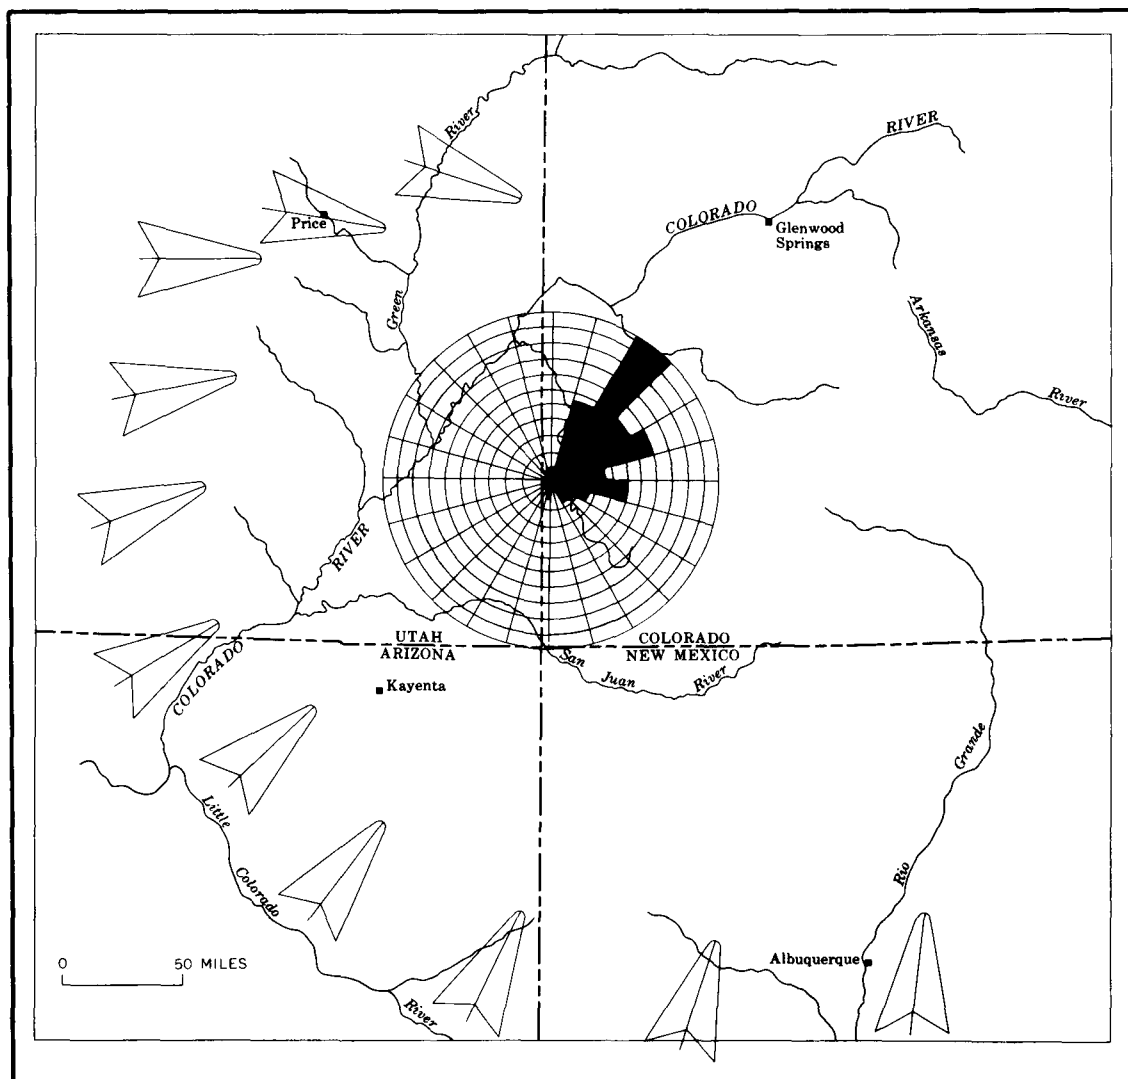 River
RIVER
Price
COLORADO
Glenwood
Springs
Green
Arkansas
River
RIVER
UTAH
ARIZONA
COLORADO
NEW MEXICO
COLORADO
San
Juan
River
Kayenta
Grande
Little
Rio
Colorado
0 50 MILES
Albuquerque
River